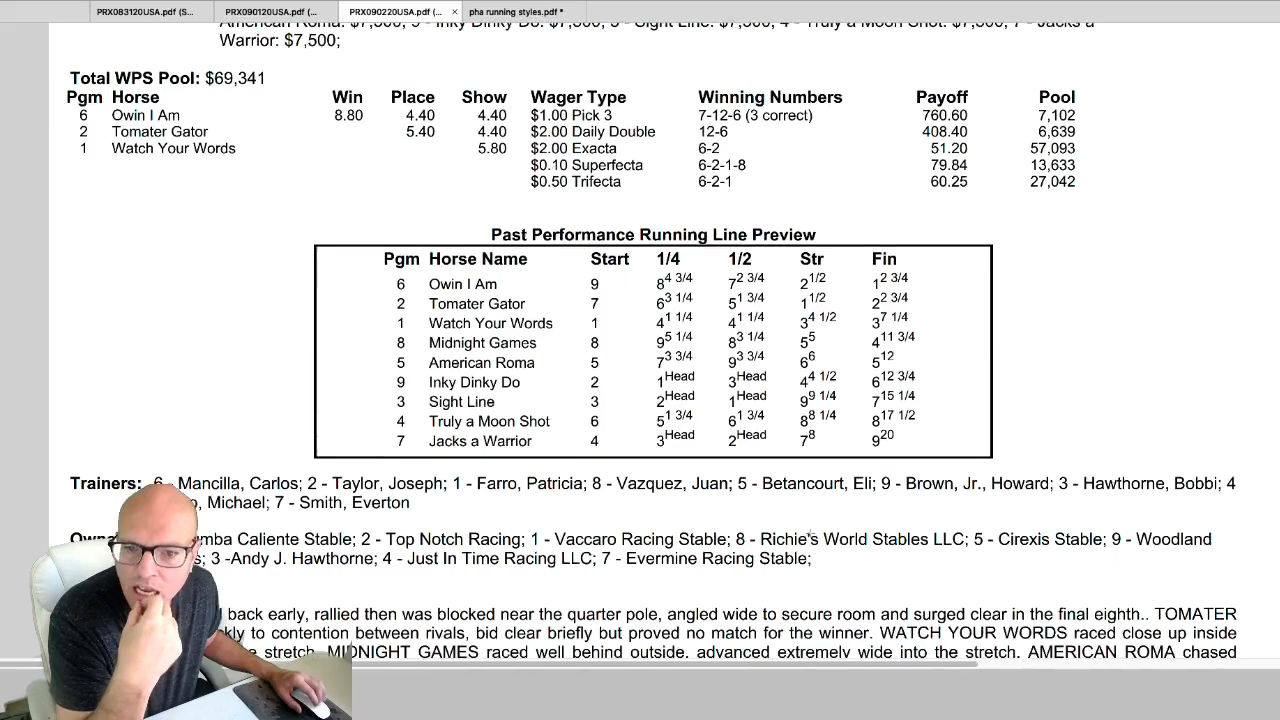 PRX083120USA.pdf (S... PRX090120USA.pdf (... PRX090220USA.pdf (... × pha running styles.pdf *
Warrior: $7,500;
Total WPS Pool: $69,341
Pgm Horse Win Place Show Wager Type Winning Numbers Payoff Pool
6 Owin I Am 8.80 4.40 4.40 $1.00 Pick 3 7-12-6 (3 correct) 760.60 7,102
2 Tomater Gator 5.40 4.40 $2.00 Daily Double 12-6 408.40 6,639
1 Watch Your Words 5.80 $2.00 Exacta 6-2 51.20 57,093
$0.10 Superfecta 6-2-1-8 79.84 13,633
$0.50 Trifecta 6-2-1 60.25 27,042
Past Performance Running Line Preview
Pgm Horse Name Start 1/4 1/2 Str Fin
6 Owin I Am 9 8 4 3/4 7 2 3/4 2 1/2 1 2 3/4
2 Tomater Gator 7 6 3 1/4 5 1 3/4 1 1/2 2 2 3/4
1 Watch Your Words 1 4 1 1/4 4 1 1/4 3 4 1/2 3 7 1/4
8 Midnight Games 8 9 5 1/4 8 3 1/4 5 5 4 11 3/4
5 American Roma 5 7 3 3/4 9 3 3/4 6 6 5 12
9 Inky Dinky Do 2 1 Head 3 Head 4 4 1/2 6 12 3/4
3 Sight Line 3 2 Head 1 Head 9 9 1/4 7 15 1/4
4 Truly a Moon Shot 6 5 1 3/4 6 1 3/4 8 8 1/4 8 17 1/2
7 Jacks a Warrior 4 3 Head 2 Head 7 8 9 20
Trainers: 6 - Mancilla, Carlos; 2 - Taylor, Joseph; 1 - Farro, Patricia; 8 - Vazquez, Juan; 5 - Betancourt, Eli; 9 - Brown, Jr., Howard; 3 - Hawthorne, Bobbi; 4
Michael; 7 - Smith, Everton
Caliente Stable; 2 - Top Notch Racing; 1 - Vaccaro Racing Stable; 8 - Richie's World Stables LLC; 5 - Cirexis Stable; 9 - Woodland
3 -Andy J. Hawthorne; 4 - Just In Time Racing LLC; 7 - Evermine Racing Stable;
back early, rallied then was blocked near the quarter pole, angled wide to secure room and surged clear in the final eighth.. TOMATER
to contention between rivals, bid clear briefly but proved no match for the winner. WATCH YOUR WORDS raced close up inside
stretch. MIDNIGHT GAMES raced well behind outside, advanced extremely wide into the stretch. AMERICAN ROMA chased